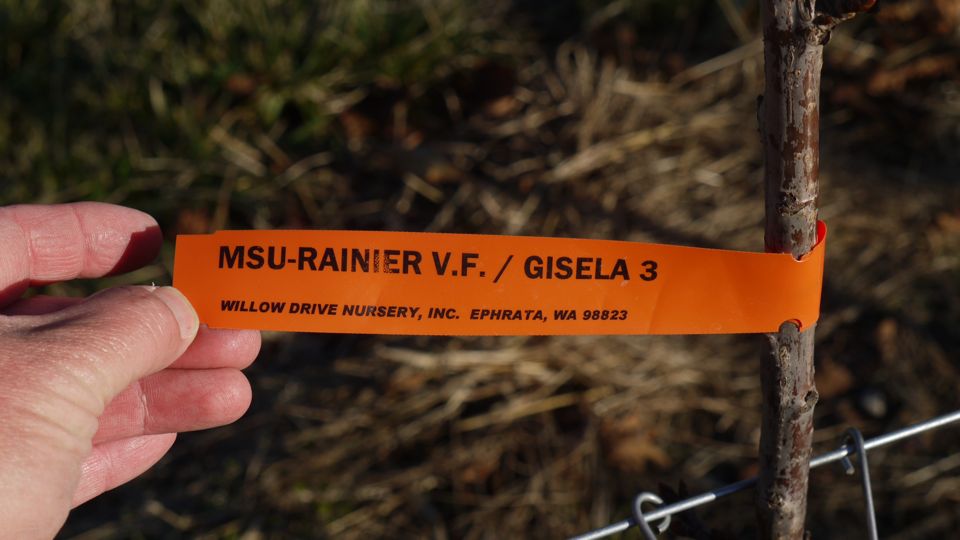 MSU-RAINIER V.F. / GISELA 3
WILLOW DRIVE NURSERY, INC. EPHRATA, WA 98823